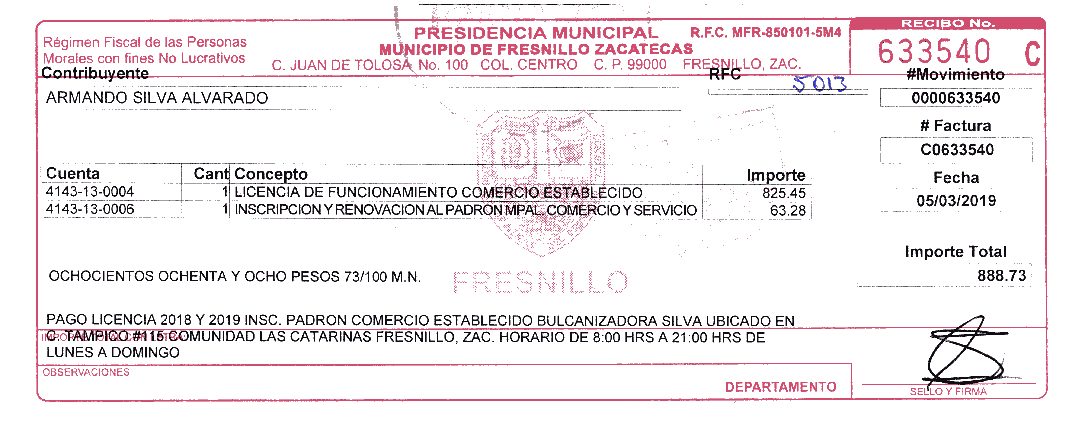 PRESIDENCIA MUNICIPAL
R.F.C. MFR-850101-5M4
RECIBO No.
Régimen Fiscal de las Personas
Morales con fines No Lucrativos
MUNICIPIO DE FRESNILLO ZACATECAS
C. JUAN DE TOLOSA No. 100 COL. CENTRO C. P. 99000 FRESNILLO, ZAC.
633540 C
Contribuyente
RFC
5013
#Movimiento
ARMANDO SILVA ALVARADO
0000633540
# Factura
C0633540
Cuenta Cant Concepto Importe
Fecha
4143-13-0004 1 LICENCIA DE FUNCIONAMIENTO COMERCIO ESTABLECIDO 825.45
4143-13-0006 1 INSCRIPCION Y RENOVACION AL PADRON MPAL. COMERCIO Y SERVICIO 63.28
05/03/2019
Importe Total
OCHOCIENTOS OCHENTA Y OCHO PESOS 73/100 M.N.
FRESNILLO
888.73
PAGO LICENCIA 2018 Y 2019 INSC. PADRON COMERCIO ESTABLECIDO BULCANIZADORA SILVA UBICADO EN
C. TAMPICO #115 COMUNIDAD LAS CATARINAS FRESNILLO, ZAC. HORARIO DE 8:00 HRS A 21:00 HRS DE
LUNES A DOMINGO
OBSERVACIONES
DEPARTAMENTO
SELLO Y FIRMA